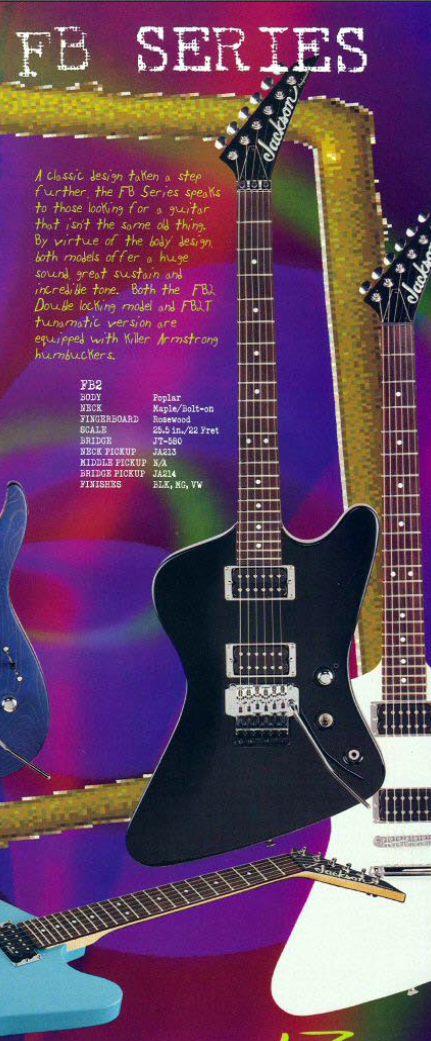 FB SERIES
Jackson
A classic design taken a step
further, the FB Series speaks
to those looking for a guitar
that isn't the same old thing.
By virtue of the body design,
both models offer a huge
sound, great sustain and
incredible tone. Both the FB2
Double locking model and FB2T
tunamatic version are
equipped with Killer Armstrong
humbuckers.
Jackson
FB2
BODY Poplar
NECK Maple/Bolt-on
FINGERBOARD Rosewood
SCALE 25.5 in./22 Fret
BRIDGE JT-580
NECK PICKUP JA213
MIDDLE PICKUP N/A
BRIDGE PICKUP JA214
FINISHES BLK, MG, VW
Jackson